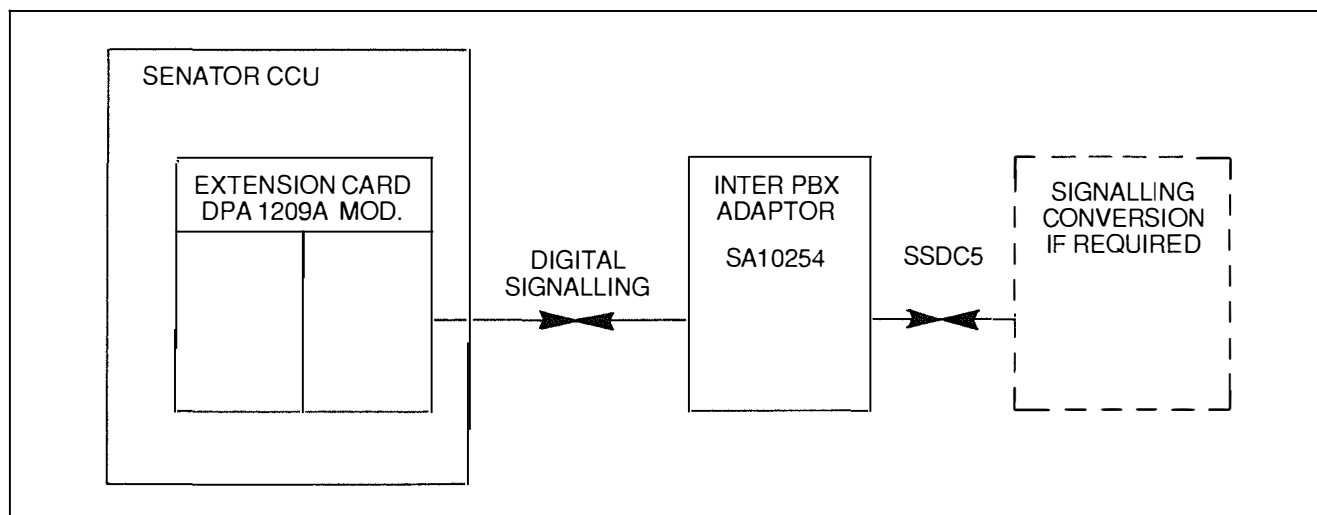 SENATOR CCU
EXTENSION CARD
DPA 1209A MOD.
DIGITAL
SIGNALLING
INTER PBX
ADAPTOR
SA10254
SSDC5
SIGNALLING
CONVERSION
IF REQUIRED